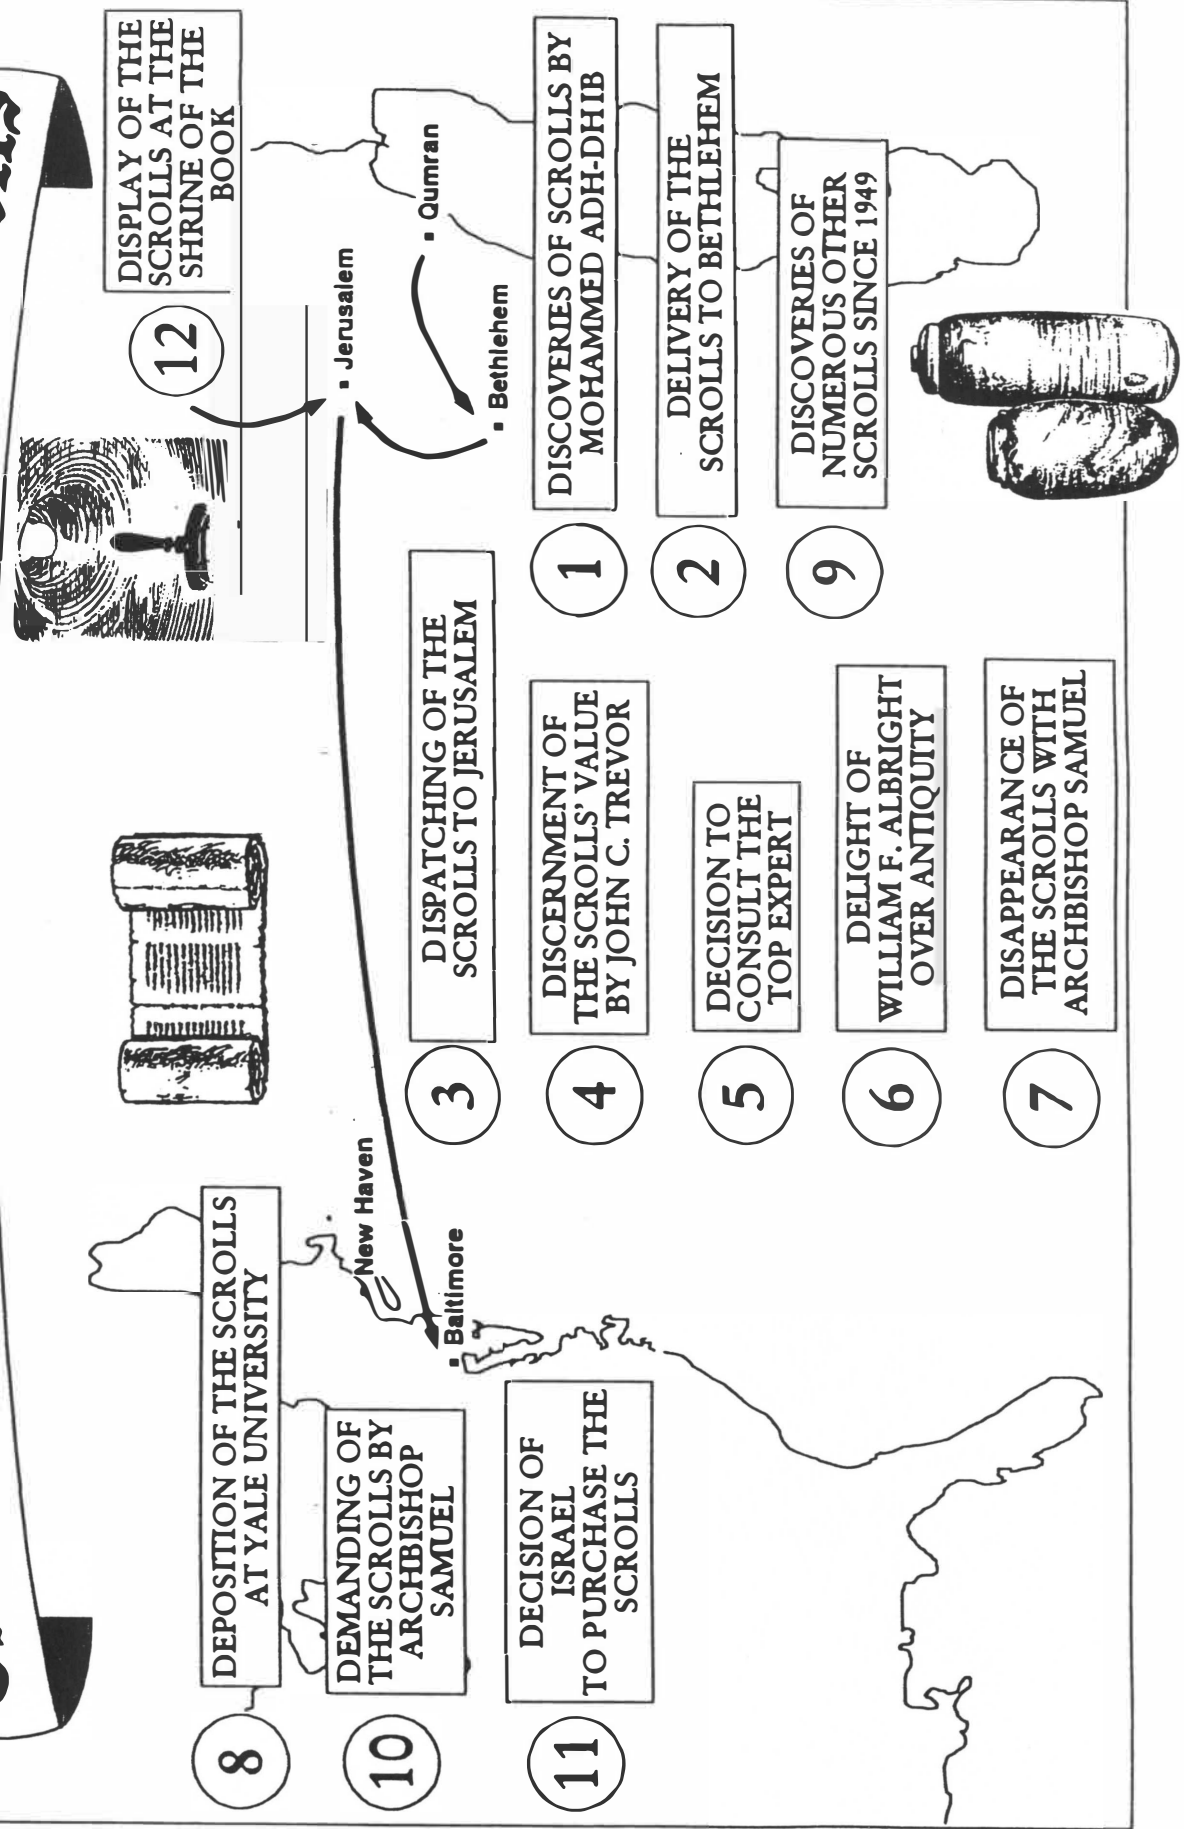 DEPOSITION OF THE SCROLLS
AT YALE UNIVERSITY
8
DEMANDING OF
THE SCROLLS BY
ARCHBISHOP
SAMUEL
10
DECISION OF
ISRAEL
TO PURCHASE THE
SCROLLS
11
New Haven
Baltimore
3
DISPATCHING OF THE
SCROLLS TO JERUSALEM
4
DISCERNMENT OF
THE SCROLLS' VALUE
BY JOHN C. TREVOR
5
DECISION TO
CONSULT THE
TOP EXPERT
6
DELIGHT OF
WILLIAM F. ALBRIGHT
OVER ANTIQUITY
7
DISAPPEARANCE OF
THE SCROLLS WITH
ARCHBISHOP SAMUEL
12
DISPLAY OF THE
SCROLLS AT THE
SHRINE OF THE
BOOK
Jerusalem
Qumran
Bethlehem
1
DISCOVERIES OF SCROLLS BY
MOHAMMED ADH-DHIB
2
DELIVERY OF THE
SCROLLS TO BETHLEHEM
9
DISCOVERIES OF
NUMEROUS OTHER
SCROLLS SINCE 1949